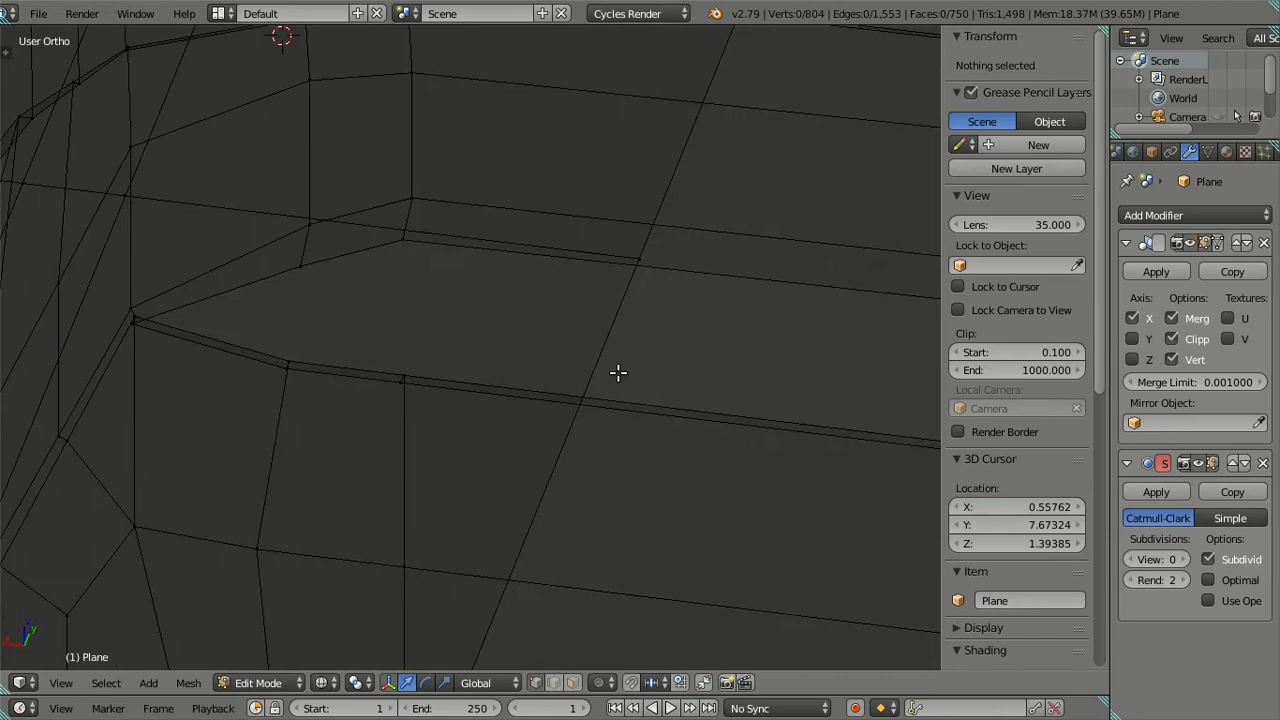 File Render Window Help Default Scene Cycles Render v2.79 | Verts:0/804 | Edges:0/1,553 | Faces:0/750 | Tris:1,498 | Mem:18.37M (39.65M) | Plane
User Ortho
Transform
Nothing selected
Grease Pencil Layers
Scene Object
New
New Layer
View
Lens: 35.000
Lock to Object:
Lock to Cursor
Lock Camera to View
Clip:
Start: 0.100
End: 1000.000
Local Camera:
Camera
Render Border
3D Cursor
Location:
X: 0.55762
Y: 7.67324
Z: 1.39385
Item
Plane
Display
Shading
View Search All Sc
Scene
RenderL
World
Camera
Plane
Add Modifier
Apply Copy
Axis: Options: Textures:
X Merg U
Y Clipp V
Z Vert
Merge Limit: 0.001000
Mirror Object:
S
Apply Copy
Catmull-Clark Simple
Subdivisions: Options:
View: 0 Subdivid
Rend: 2 Optimal
Use Ope
(1) Plane
View Select Add Mesh Edit Mode Global
View Marker Frame Playback Start: 1 End: 250 1 No Sync